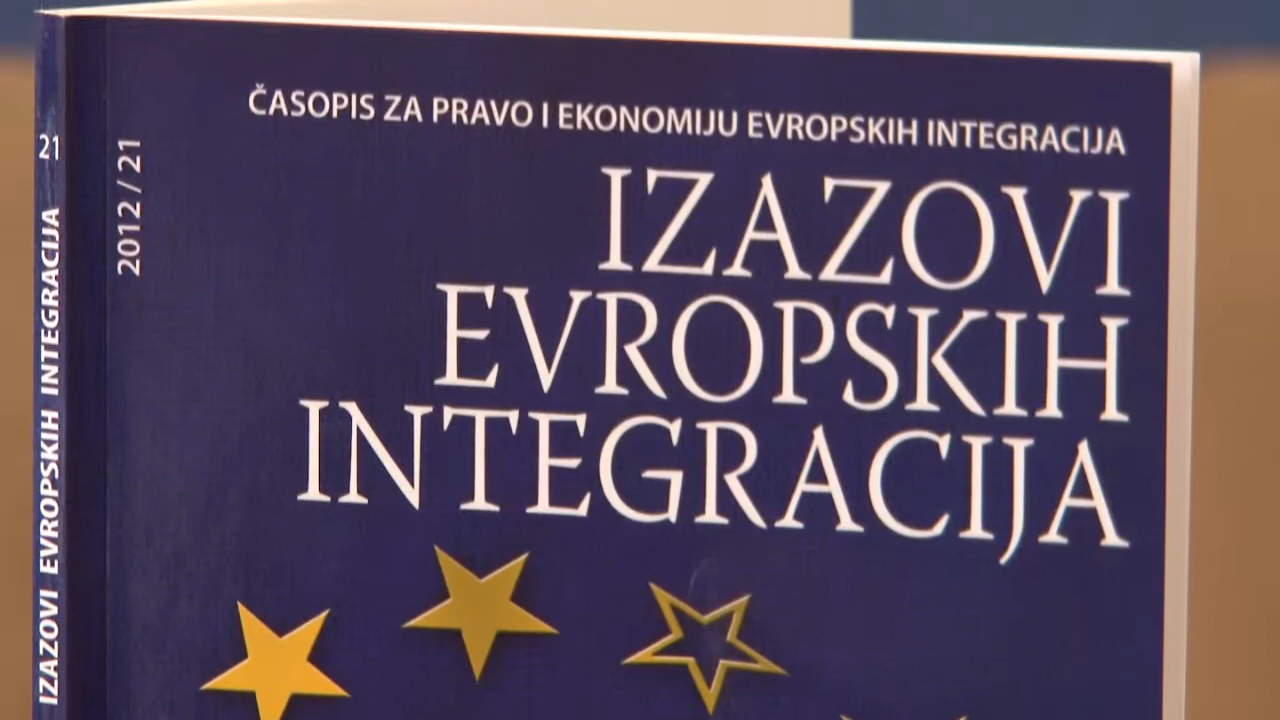 ČASOPIS ZA PRAVO I EKONOMIJU EVROPSKIH INTEGRACIJA
IZAZOVI
EVROPSKIH
INTEGRACIJA
2012 / 21
21
IZAZOVI EVROPSKIH INTEGRACIJA